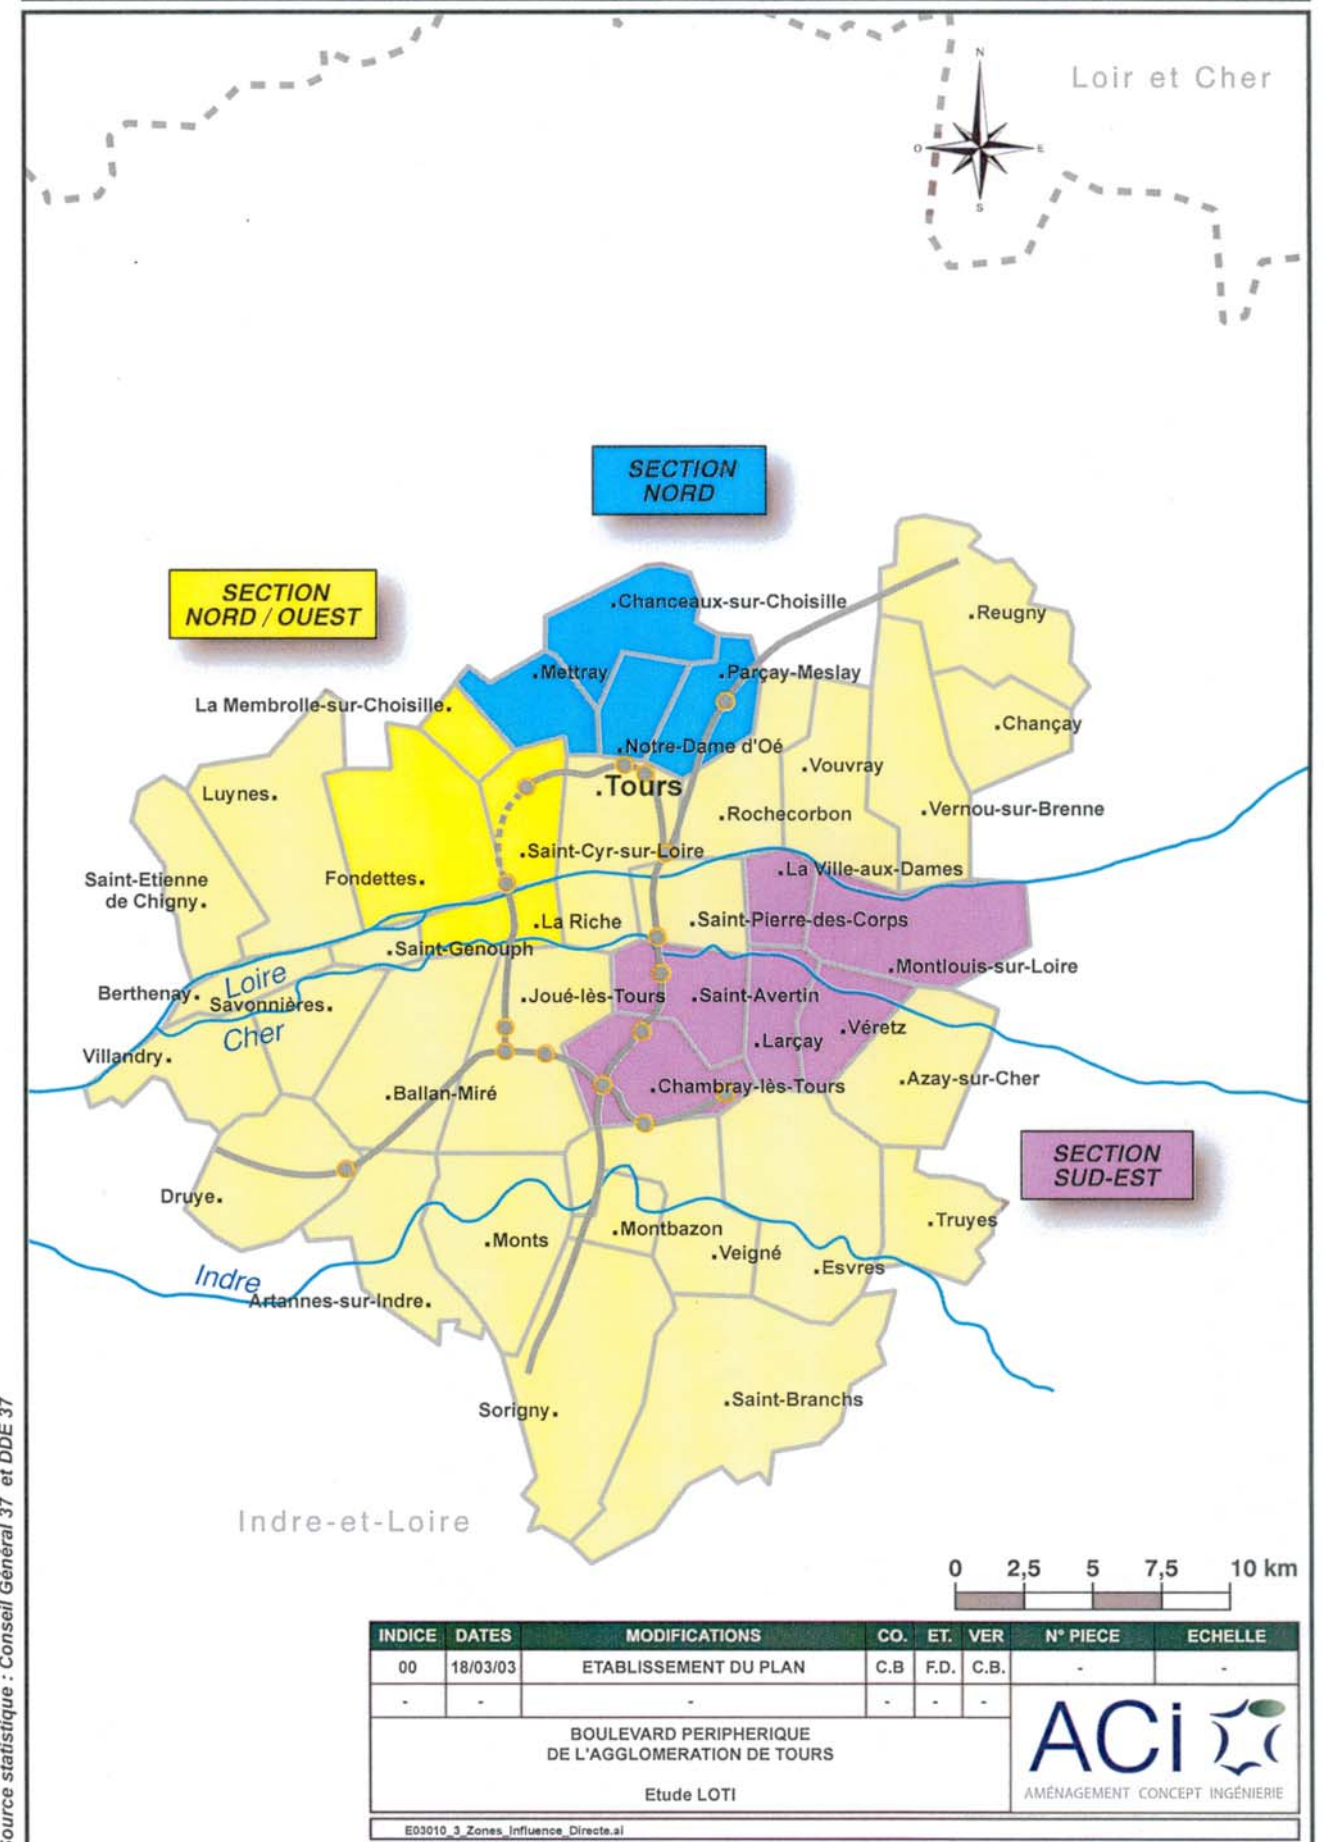 Loir et Cher
N
O
E
S
SECTION
NORD
SECTION
NORD / OUEST
.Chanceaux-sur-Choisille
.Reugny
.Mettray
.Parçay-Meslay
La Membrolle-sur-Choisille.
.Chançay
.Notre-Dame d'Oé
.Vouvray
.Tours
Luynes.
.Rochecorbon
.Vernou-sur-Brenne
.Saint-Cyr-sur-Loire
.La Ville-aux-Dames
Saint-Etienne
de Chigny.
Fondettes.
.La Riche
.Saint-Pierre-des-Corps
.Saint-Genouph
.Montlouis-sur-Loire
Loire
Berthenay.
Savonnières.
.Joué-lès-Tours
.Saint-Avertin
Cher
.Véretz
.Larçay
Villandry.
.Ballan-Miré
.Chambray-lès-Tours
.Azay-sur-Cher
SECTION
SUD-EST
Druye.
.Monts
.Montbazon
.Truyes
.Veigné
.Esvres
Indre
Artannes-sur-Indre.
Sorigny.
.Saint-Branchs
Indre-et-Loire
Source statistique : Conseil Général 37 et DDE 37
0 2,5 5 7,5 10 km
INDICE DATES MODIFICATIONS CO. ET. VER N° PIECE ECHELLE
00 18/03/03 ETABLISSEMENT DU PLAN C.B F.D. C.B. - -
- - - - - -
BOULEVARD PERIPHERIQUE
DE L'AGGLOMERATION DE TOURS
Etude LOTI
ACi
AMÉNAGEMENT CONCEPT INGÉNIERIE
E03010_3_Zones_Influence_Directe.ai